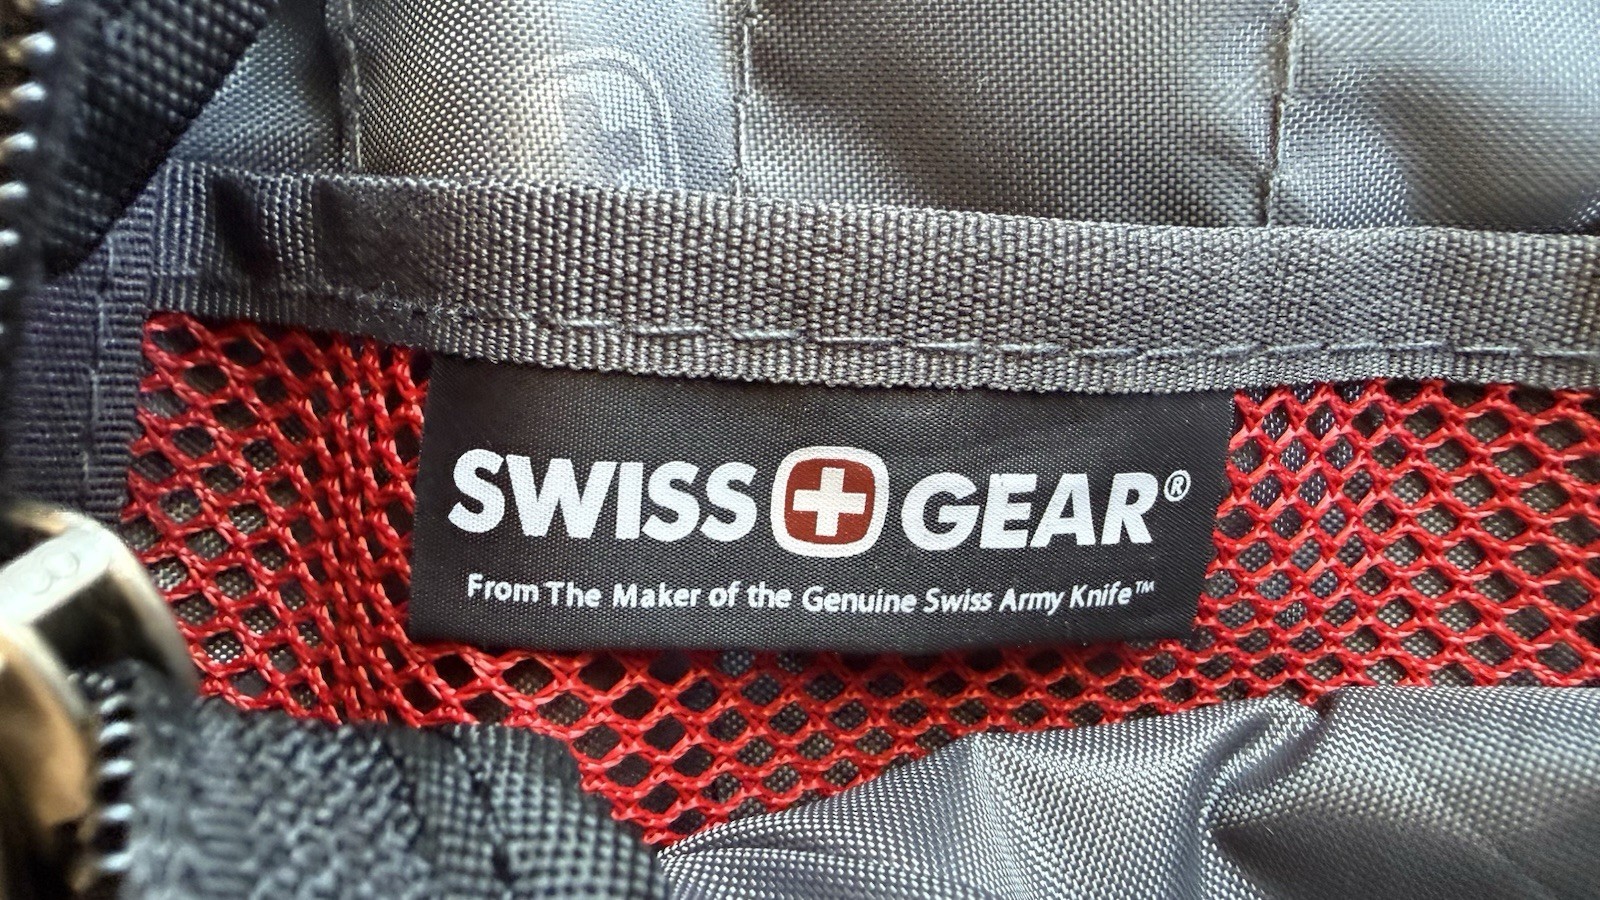 SWISS GEAR®
From The Maker of the Genuine Swiss Army Knife™